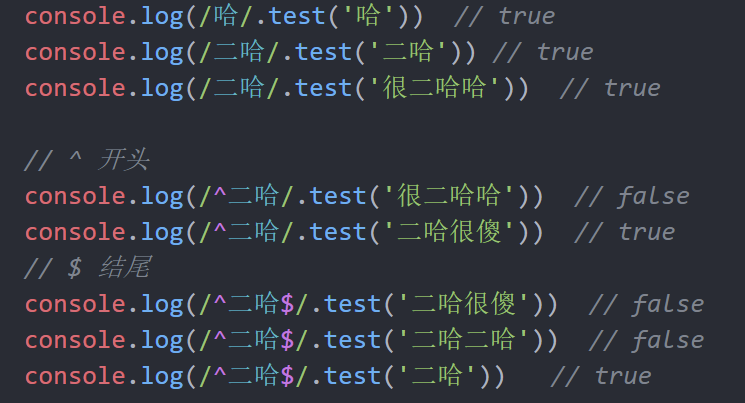 console.log(/哈/.test('哈'))  // true
console.log(/二哈/.test('二哈')) // true
console.log(/二哈/.test('很二哈哈'))  // true
// ^ 开头
console.log(/^二哈/.test('很二哈哈'))  // false
console.log(/^二哈/.test('二哈很傻'))  // true
// $ 结尾
console.log(/^二哈$/.test('二哈很傻'))  // false
console.log(/^二哈$/.test('二哈二哈'))  // false
console.log(/^二哈$/.test('二哈'))   // true